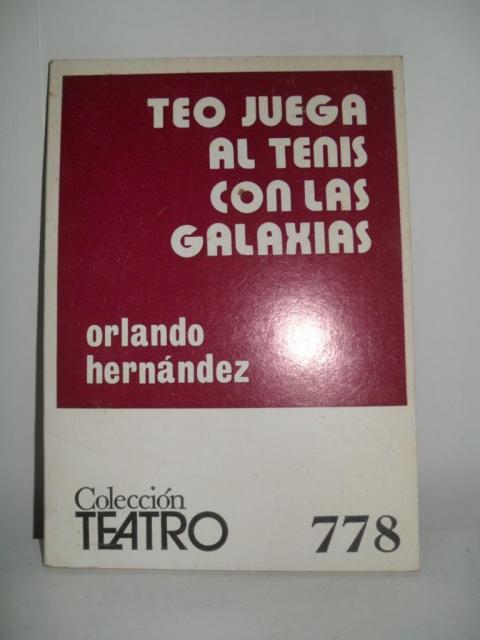 TEO JUEGA
AL TENIS
CON LAS
GALAXIAS
orlando
hernández
Colección
TEATRO
778